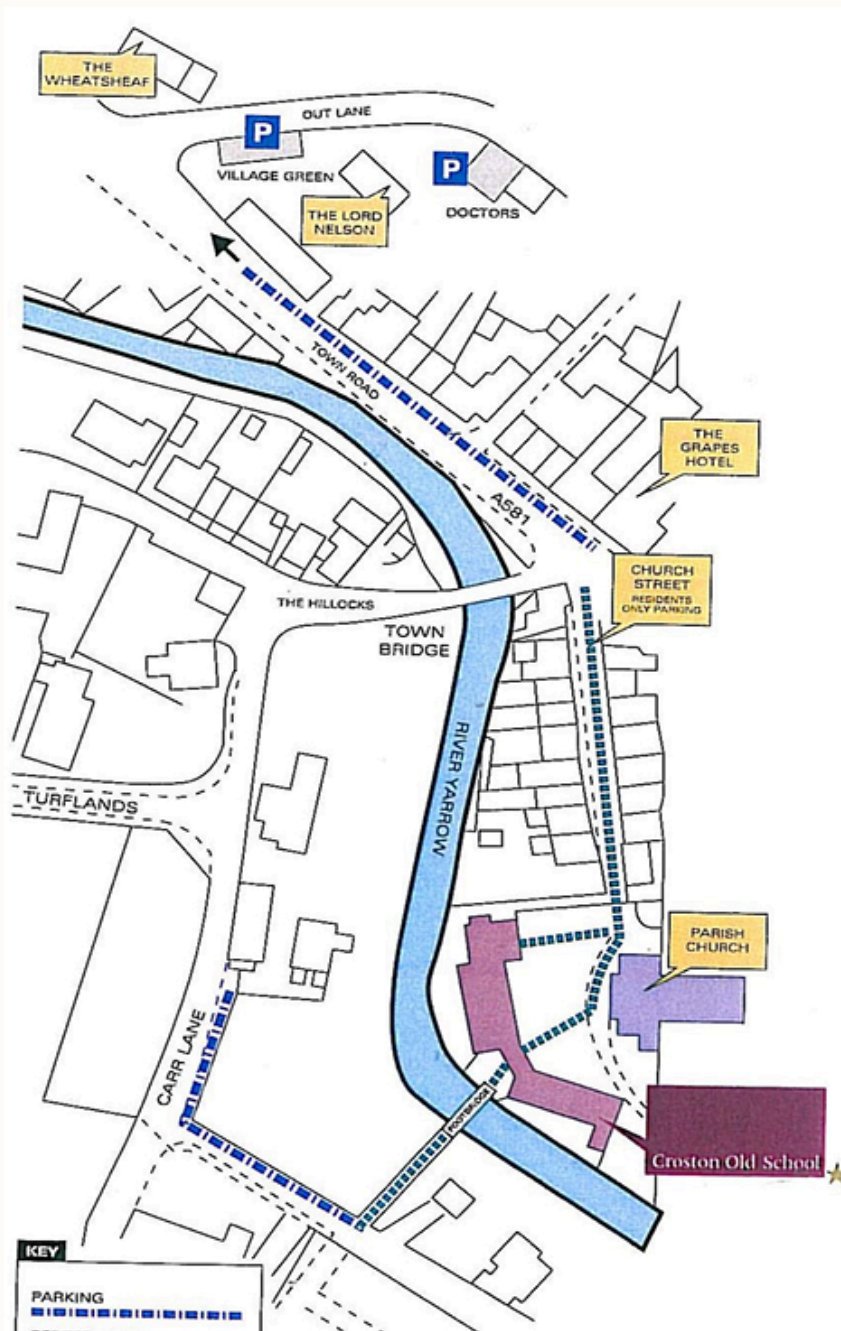 THE
WHEATSHEAF
OUT LANE
P
VILLAGE GREEN
P
DOCTORS
THE LORD
NELSON
TOWN ROAD
THE
GRAPES
HOTEL
A581
CHURCH
STREET
RESIDENTS
ONLY PARKING
THE HILLOCKS
TOWN
BRIDGE
RIVER YARROW
TURFLANDS
PARISH
CHURCH
CARR LANE
FOOTBRIDGE
Croston Old School
KEY
PARKING